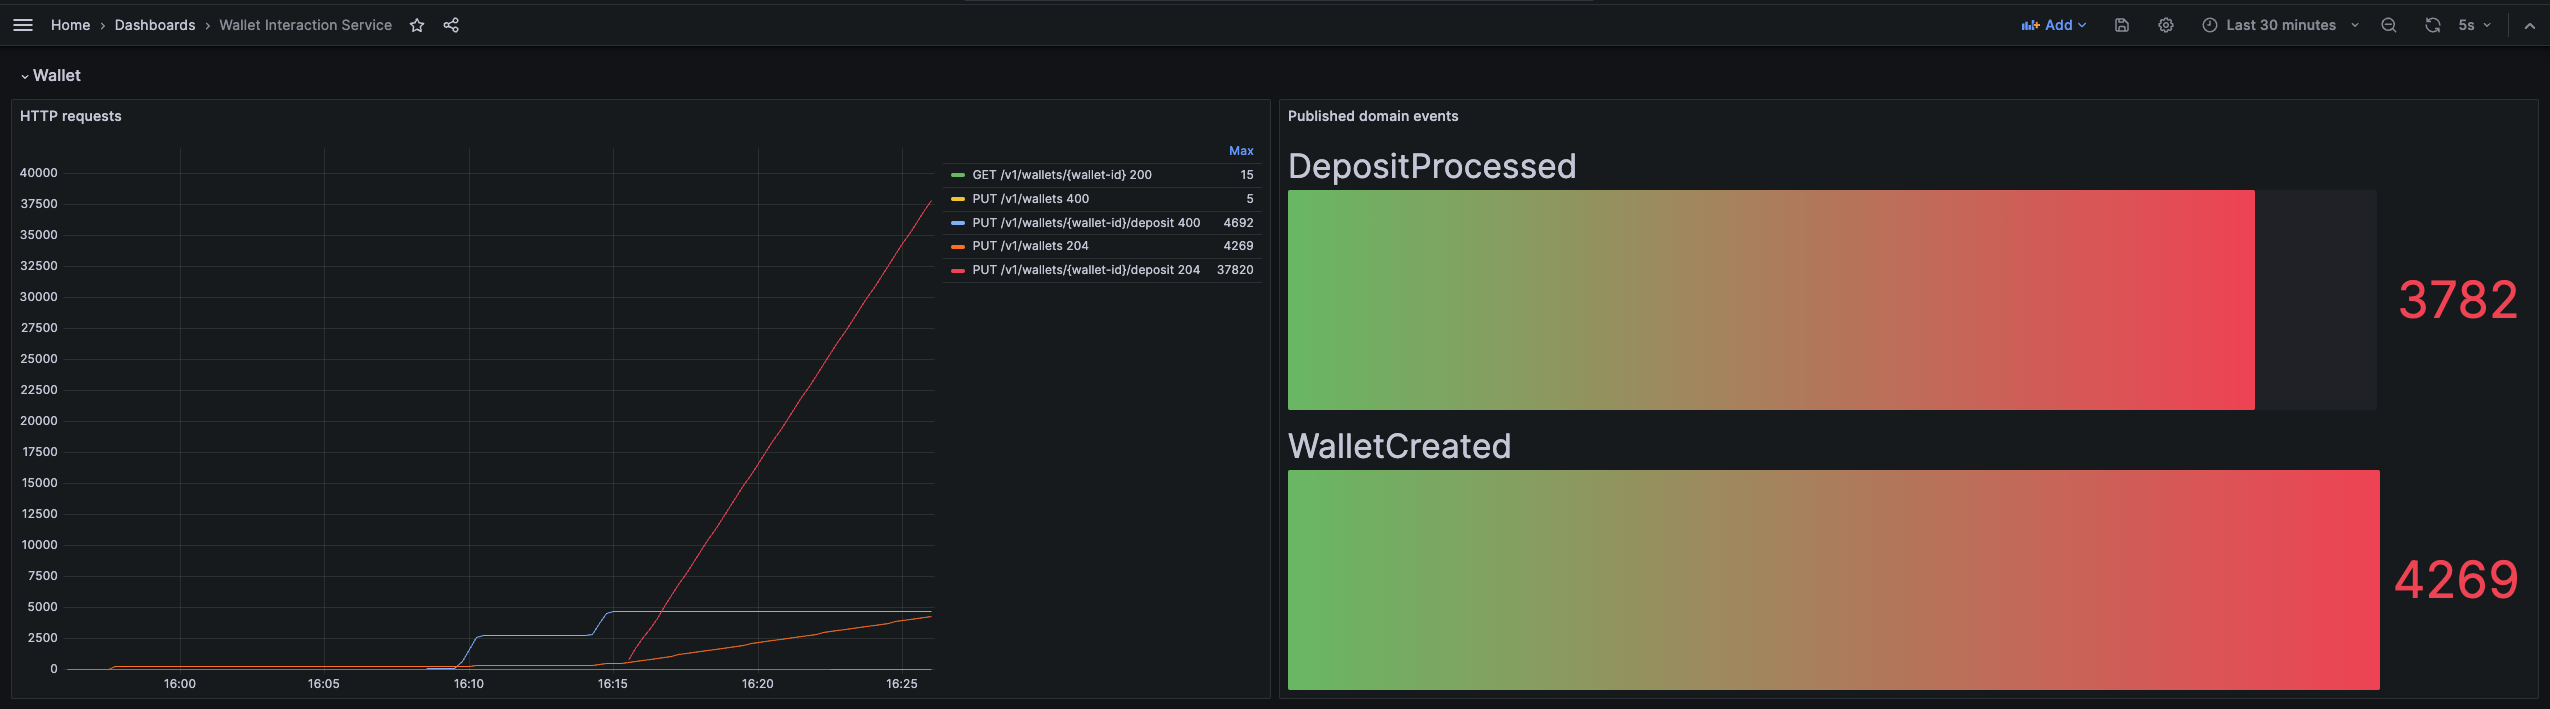 Home › Dashboards › Wallet Interaction Service
Add
Last 30 minutes
5s
Wallet
HTTP requests
40000
37500
35000
32500
30000
27500
25000
22500
20000
17500
15000
12500
10000
7500
5000
2500
0
16:00 16:05 16:10 16:15 16:20 16:25
Max
GET /v1/wallets/{wallet-id} 200 15
PUT /v1/wallets 400 5
PUT /v1/wallets/{wallet-id}/deposit 400 4692
PUT /v1/wallets 204 4269
PUT /v1/wallets/{wallet-id}/deposit 204 37820
Published domain events
DepositProcessed
3782
WalletCreated
4269